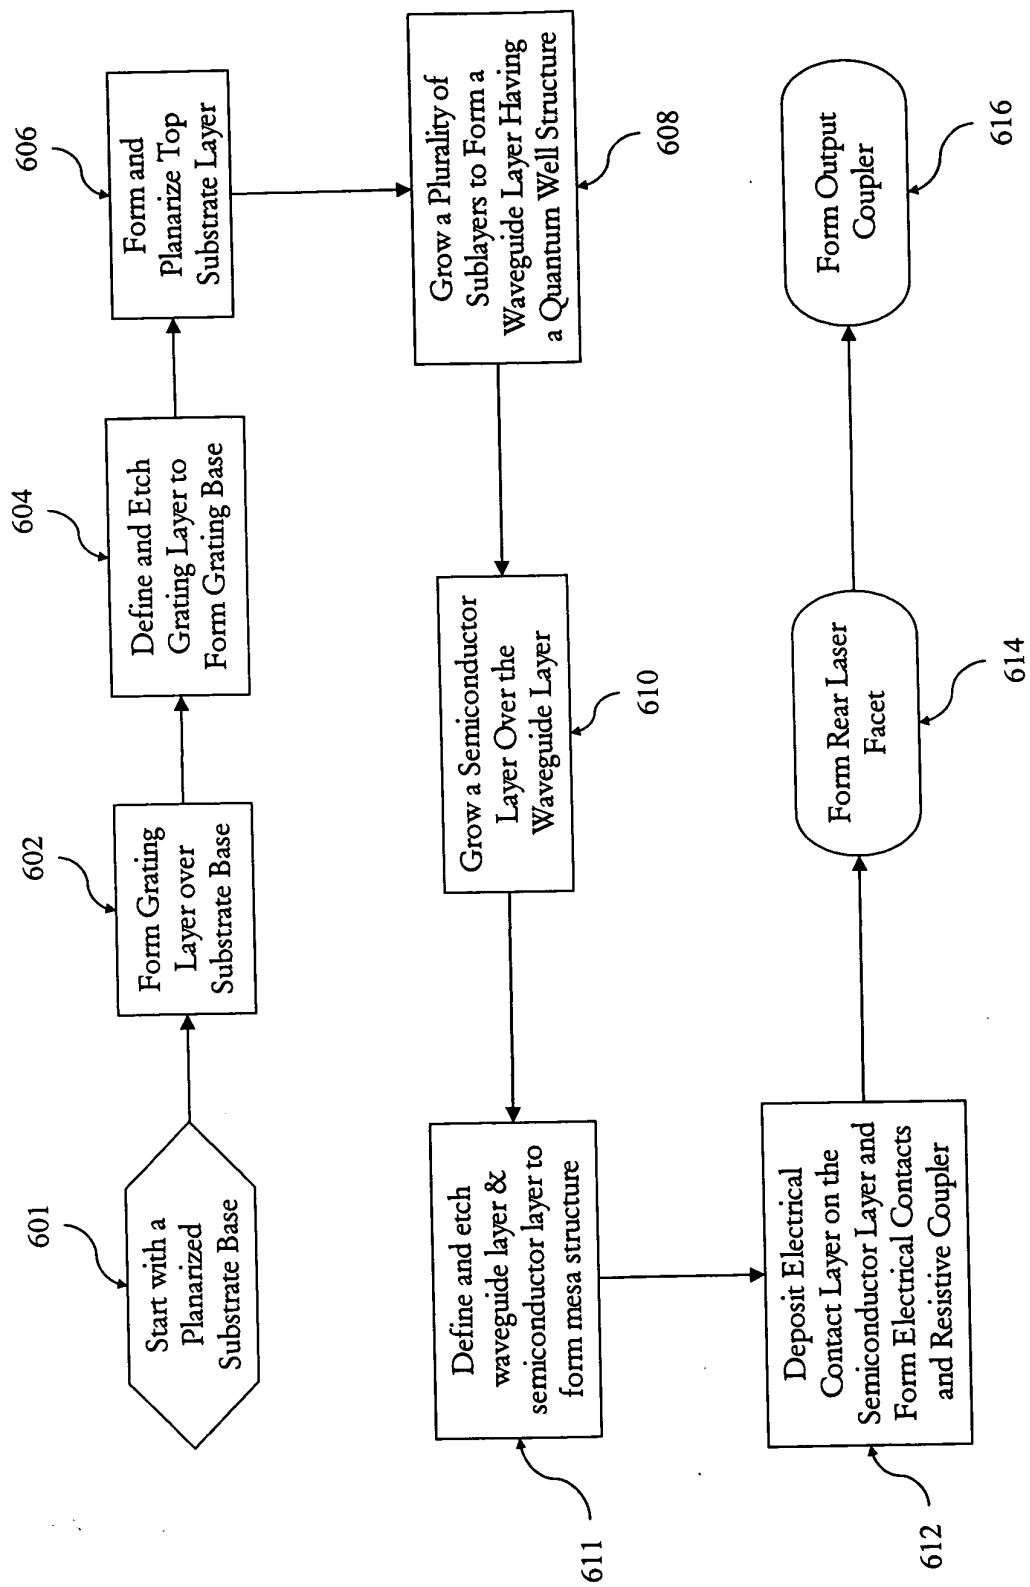 601
Start with a
Planarized
Substrate Base
602
Form Grating
Layer over
Substrate Base
604
Define and Etch
Grating Layer to
Form Grating Base
606
Form and
Planarize Top
Substrate Layer
Grow a Plurality of
Sublayers to Form a
Waveguide Layer Having
a Quantum Well Structure
608
Grow a Semiconductor
Layer Over the
Waveguide Layer
610
Define and etch
waveguide layer &
semiconductor layer to
form mesa structure
611
Deposit Electrical
Contact Layer on the
Semiconductor Layer and
Form Electrical Contacts
and Resistive Coupler
612
Form Rear Laser
Facet
614
Form Output
Coupler
616